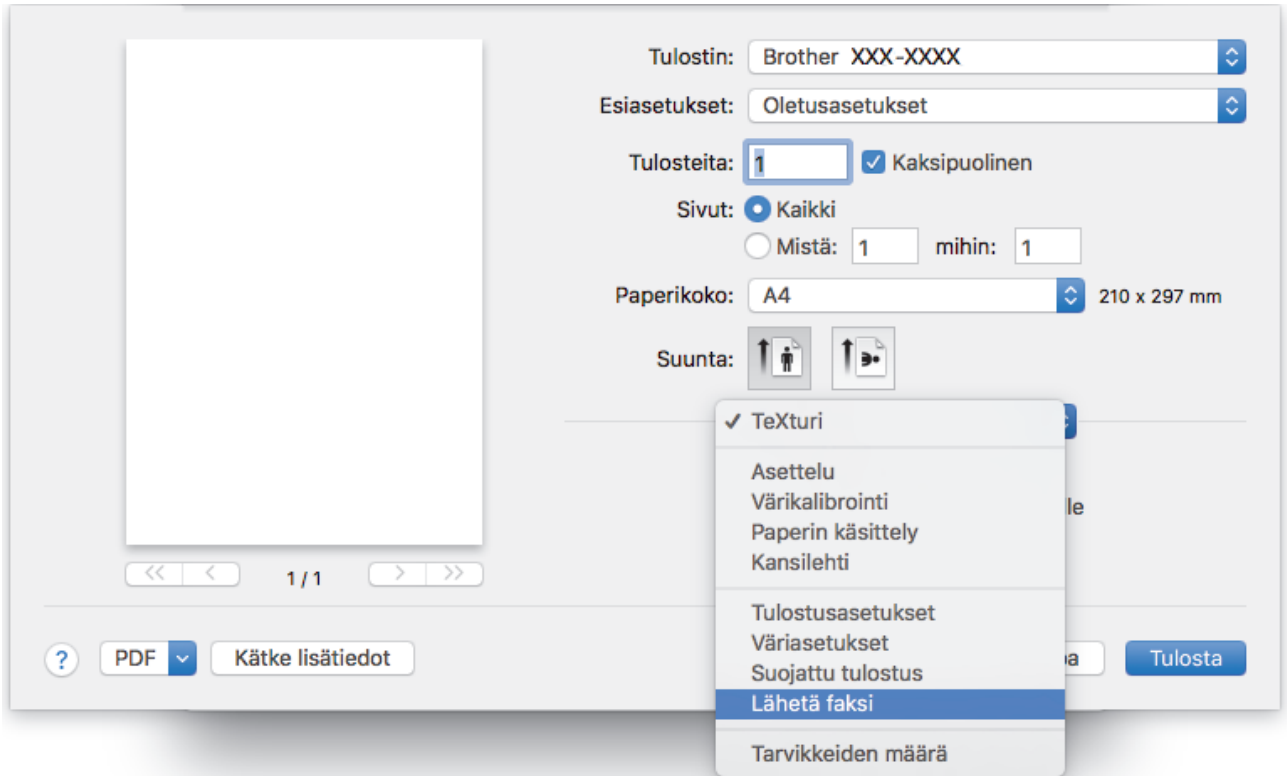 Tulostin: Brother XXX-XXXX
Esiasetukset: Oletusasetukset
Tulosteita: 1 Kaksipuolinen
Sivut: Kaikki
Mistä: 1 mihin: 1
Paperikoko: A4 210 x 297 mm
Suunta:
✓ TeXturi
Asettelu
Värikalibrointi
Paperin käsittely
Kansilehti
Tulostusasetukset
Väriasetukset
Suojattu tulostus
Lähetä faksi
Tarvikkeiden määrä
<< < 1 / 1 > >>
? PDF Kätke lisätiedot Tulosta